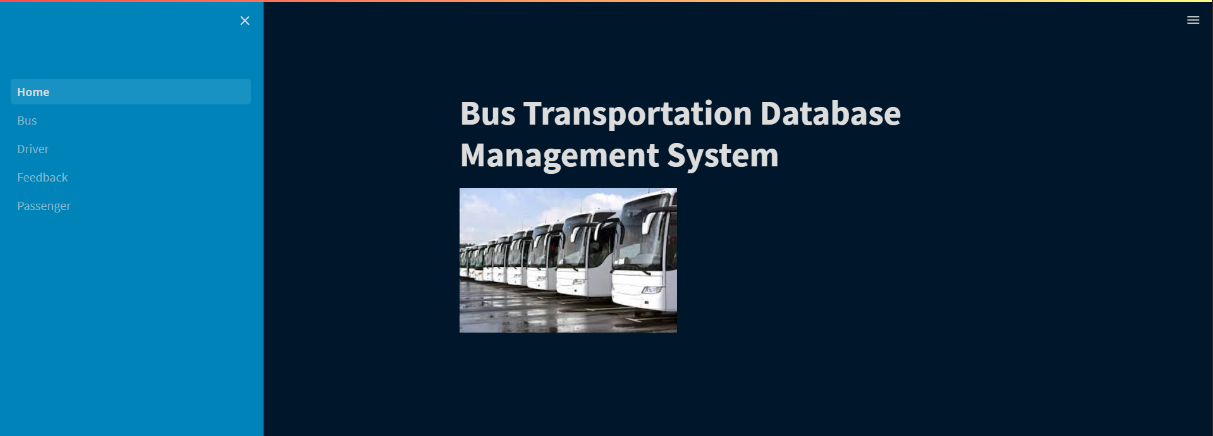 Home
Bus
Driver
Feedback
Passenger
Bus Transportation Database
Management System